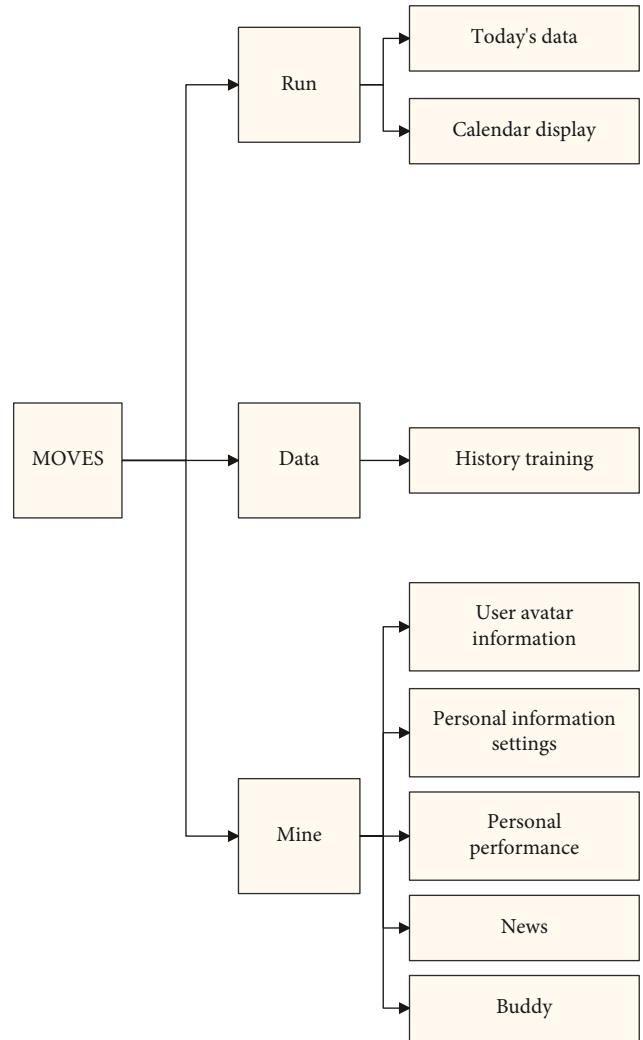 MOVES
Run
Today's data
Calendar display
Data
History training
Mine
User avatar
information
Personal information
settings
Personal
performance
News
Buddy